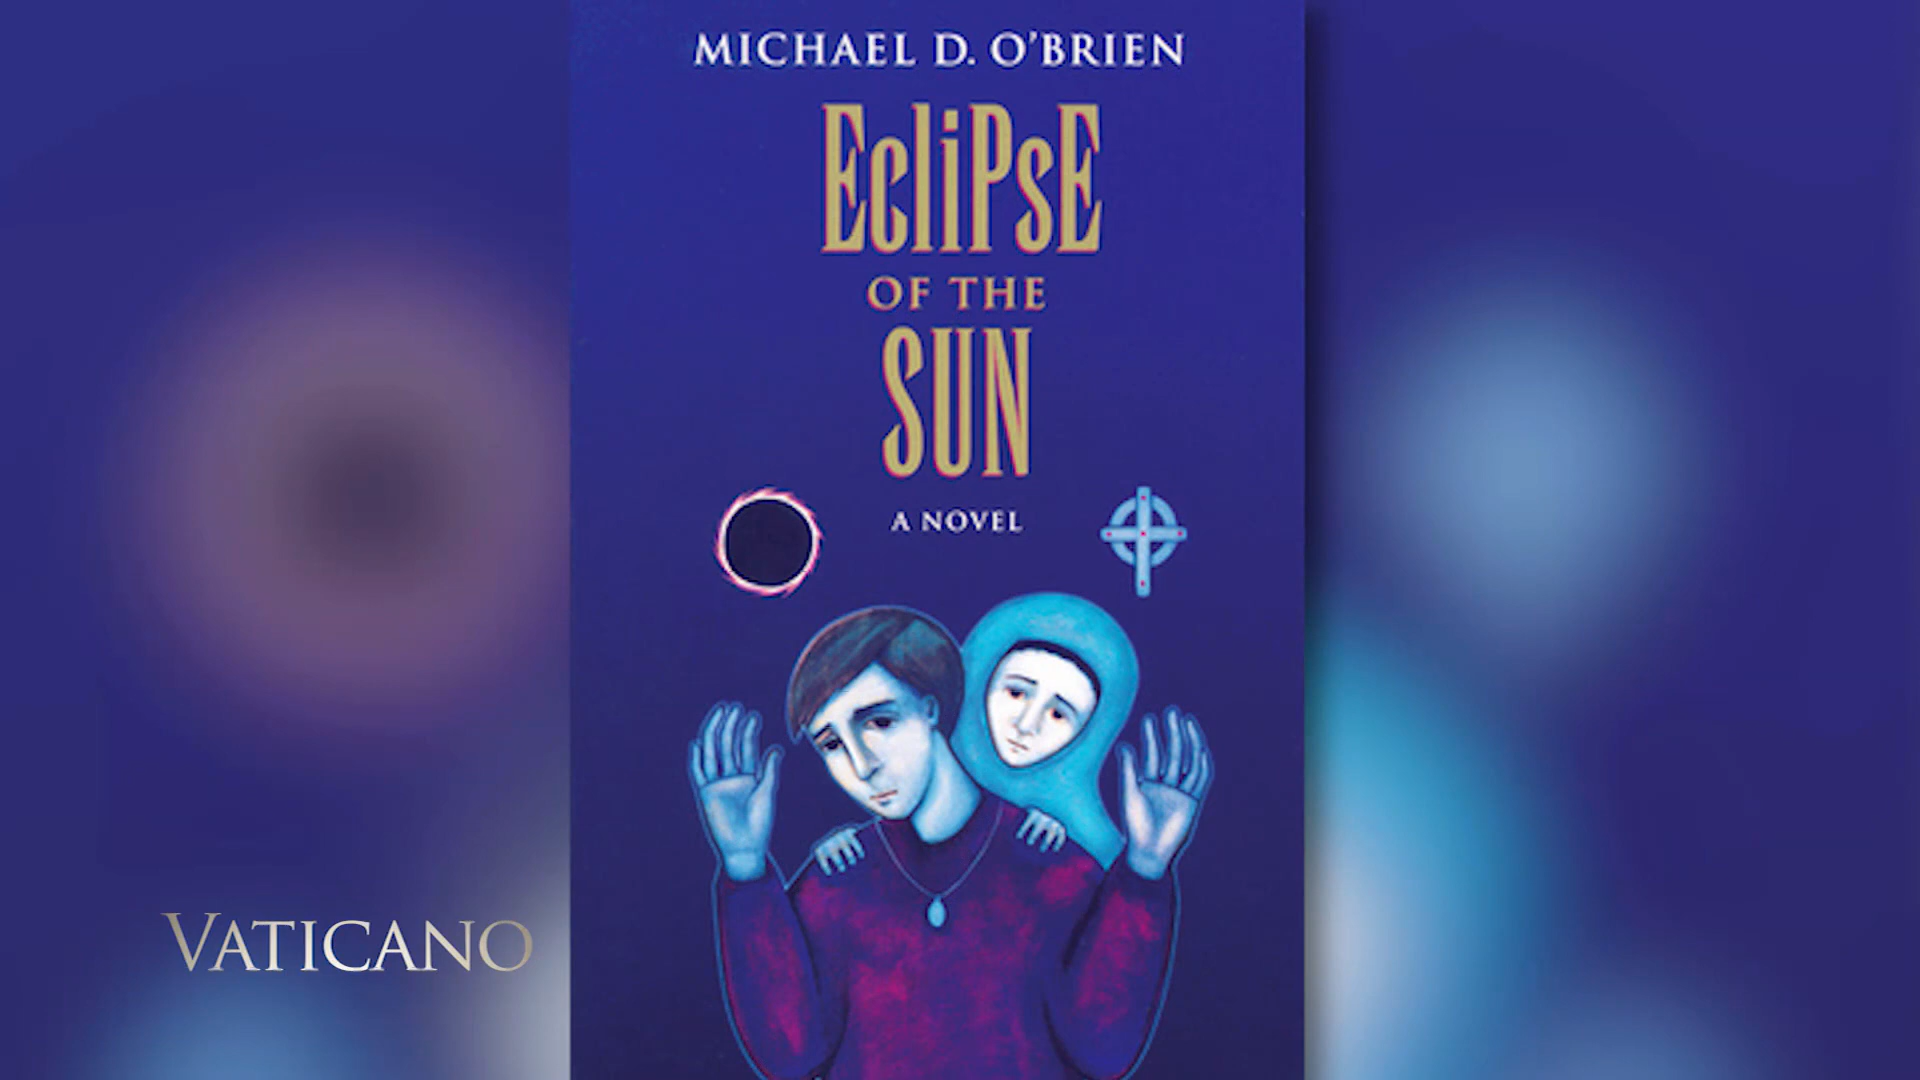 MICHAEL D. O'BRIEN
EcliPsE
OF THE
SUN
A NOVEL
VATICANO